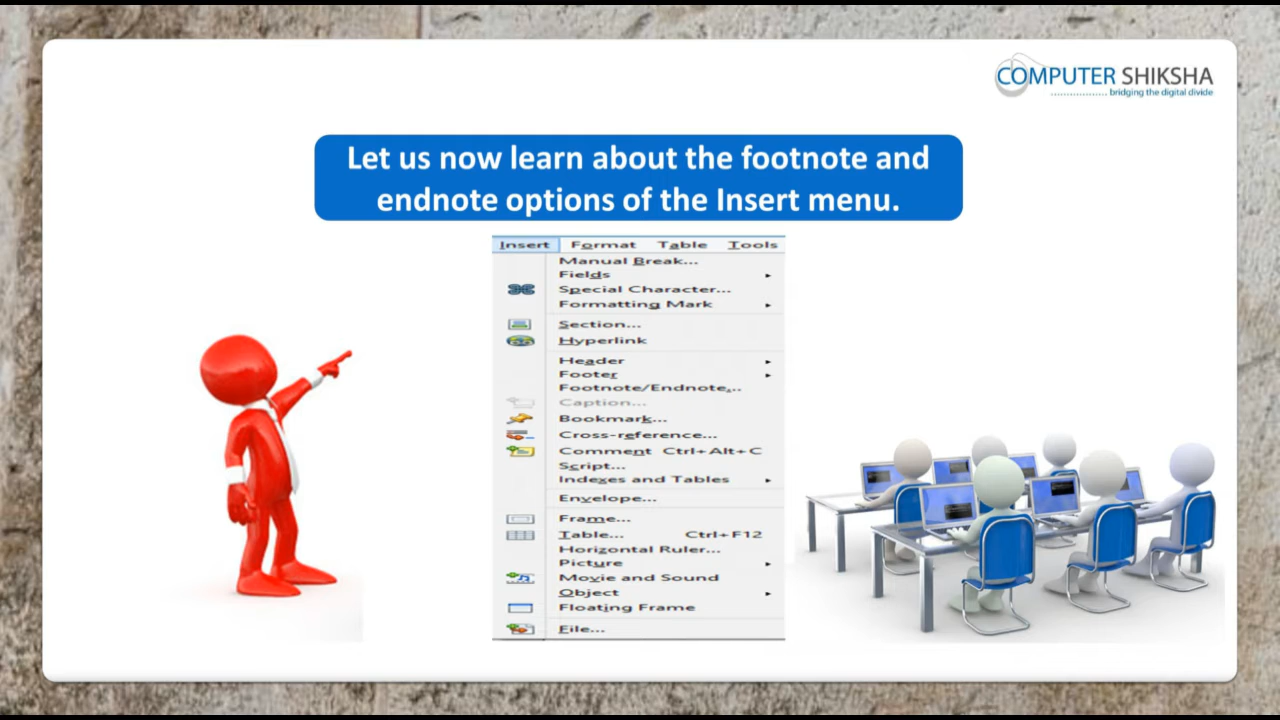 COMPUTER SHIKSHA
bridging the digital divide
Let us now learn about the footnote and
endnote options of the Insert menu.
Insert Format Table Tools
Manual Break...
Fields
Special Character...
Formatting Mark
Section...
Hyperlink
Header
Footer
Footnote/Endnote...
Caption...
Bookmark...
Cross-reference...
Comment Ctrl+Alt+C
Script...
Indexes and Tables
Envelope...
Frame...
Table... Ctrl+F12
Horizontal Ruler...
Picture
Movie and Sound
Object
Floating Frame
File...